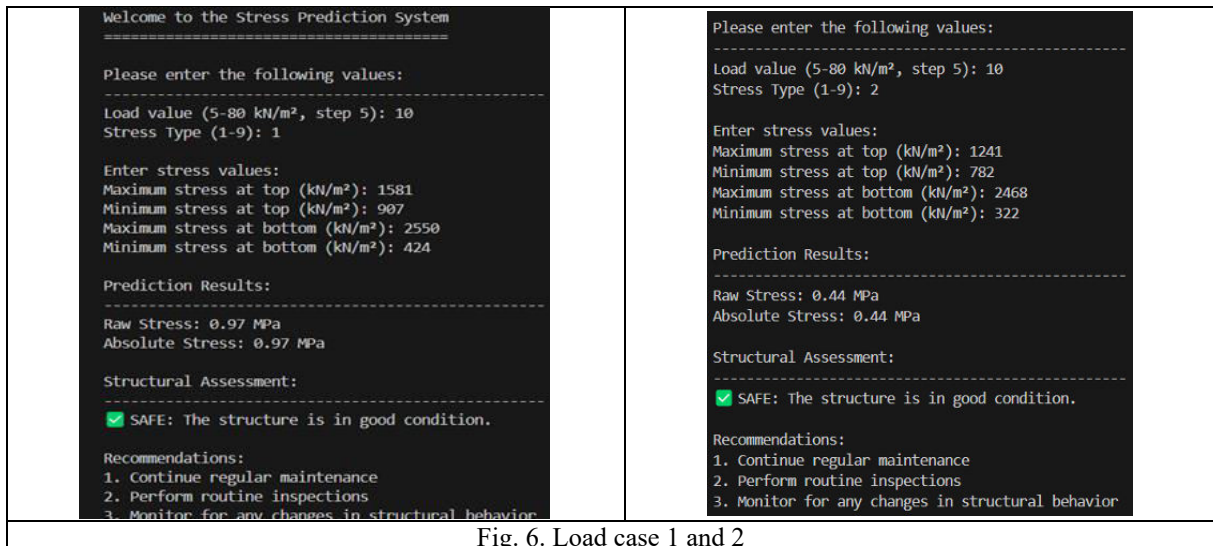 Welcome to the Stress Prediction System
=======================================
Please enter the following values:
--------------------------------------------------
Load value (5-80 kN/m², step 5): 10
Stress Type (1-9): 1
Enter stress values:
Maximum stress at top (kN/m²): 1581
Minimum stress at top (kN/m²): 907
Maximum stress at bottom (kN/m²): 2550
Minimum stress at bottom (kN/m²): 424
Prediction Results:
--------------------------------------------------
Raw Stress: 0.97 MPa
Absolute Stress: 0.97 MPa
Structural Assessment:
--------------------------------------------------
✅ SAFE: The structure is in good condition.
Recommendations:
1. Continue regular maintenance
2. Perform routine inspections
3. Monitor for any changes in structural behavior
Please enter the following values:
--------------------------------------------------
Load value (5-80 kN/m², step 5): 10
Stress Type (1-9): 2
Enter stress values:
Maximum stress at top (kN/m²): 1241
Minimum stress at top (kN/m²): 782
Maximum stress at bottom (kN/m²): 2468
Minimum stress at bottom (kN/m²): 322
Prediction Results:
--------------------------------------------------
Raw Stress: 0.44 MPa
Absolute Stress: 0.44 MPa
Structural Assessment:
--------------------------------------------------
✅ SAFE: The structure is in good condition.
Recommendations:
1. Continue regular maintenance
2. Perform routine inspections
3. Monitor for any changes in structural behavior
Fig. 6. Load case 1 and 2